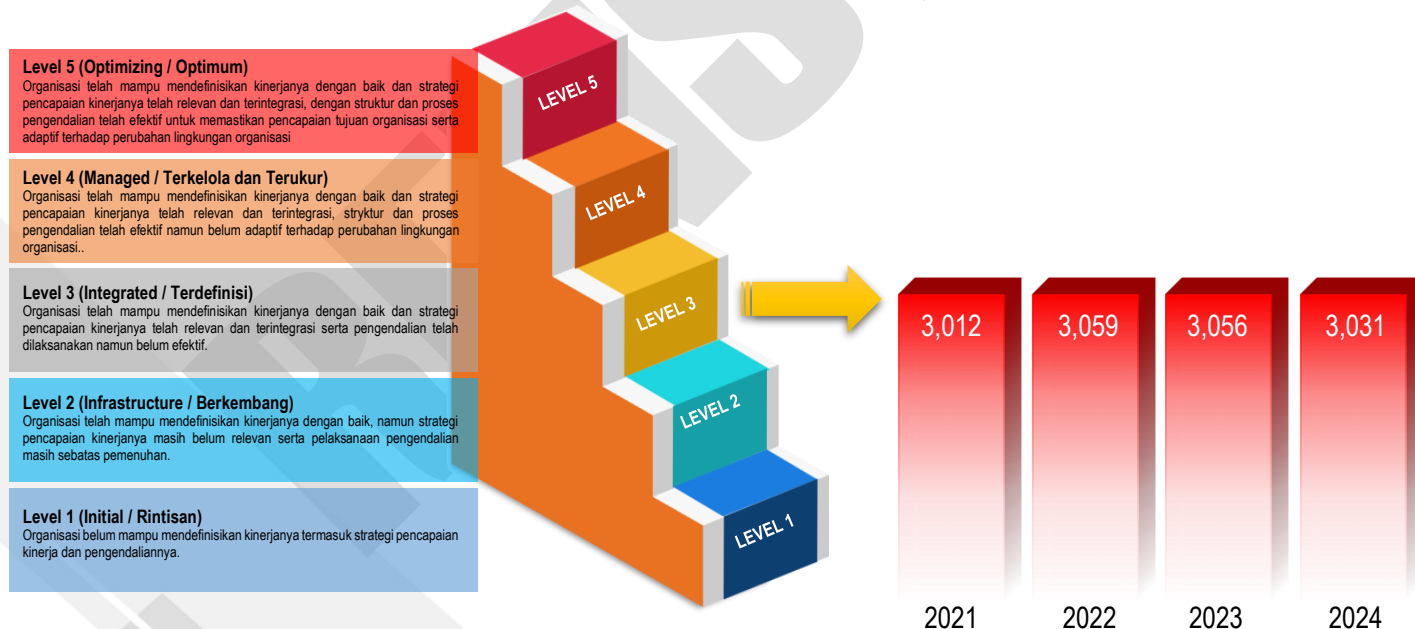 Level 5 (Optimizing / Optimum)
Organisasi telah mampu mendefinisikan kinerjanya dengan baik dan strategi
pencapaian kinerjanya telah relevan dan terintegrasi, dengan struktur dan proses
pengendalian telah efektif untuk memastikan pencapaian tujuan organisasi serta
adaptif terhadap perubahan lingkungan organisasi
Level 4 (Managed / Terkelola dan Terukur)
Organisasi telah mampu mendefinisikan kinerjanya dengan baik dan strategi
pencapaian kinerjanya telah relevan dan terintegrasi, stryktur dan proses
pengendalian telah efektif namun belum adaptif terhadap perubahan lingkungan
organisasi..
Level 3 (Integrated / Terdefinisi)
Organisasi telah mampu mendefinisikan kinerjanya dengan baik dan strategi
pencapaian kinerjanya telah relevan dan terintegrasi serta pengendalian telah
dilaksanakan namun belum efektif.
Level 2 (Infrastructure / Berkembang)
Organisasi telah mampu mendefinisikan kinerjanya dengan baik, namun strategi
pencapaian kinerjanya masih belum relevan serta pelaksanaan pengendalian
masih sebatas pemenuhan.
Level 1 (Initial / Rintisan)
Organisasi belum mampu mendefinisikan kinerjanya termasuk strategi pencapaian
kinerja dan pengendaliannya.
LEVEL 5
LEVEL 4
LEVEL 3
LEVEL 2
LEVEL 1
3,012 3,059 3,056 3,031
2021 2022 2023 2024